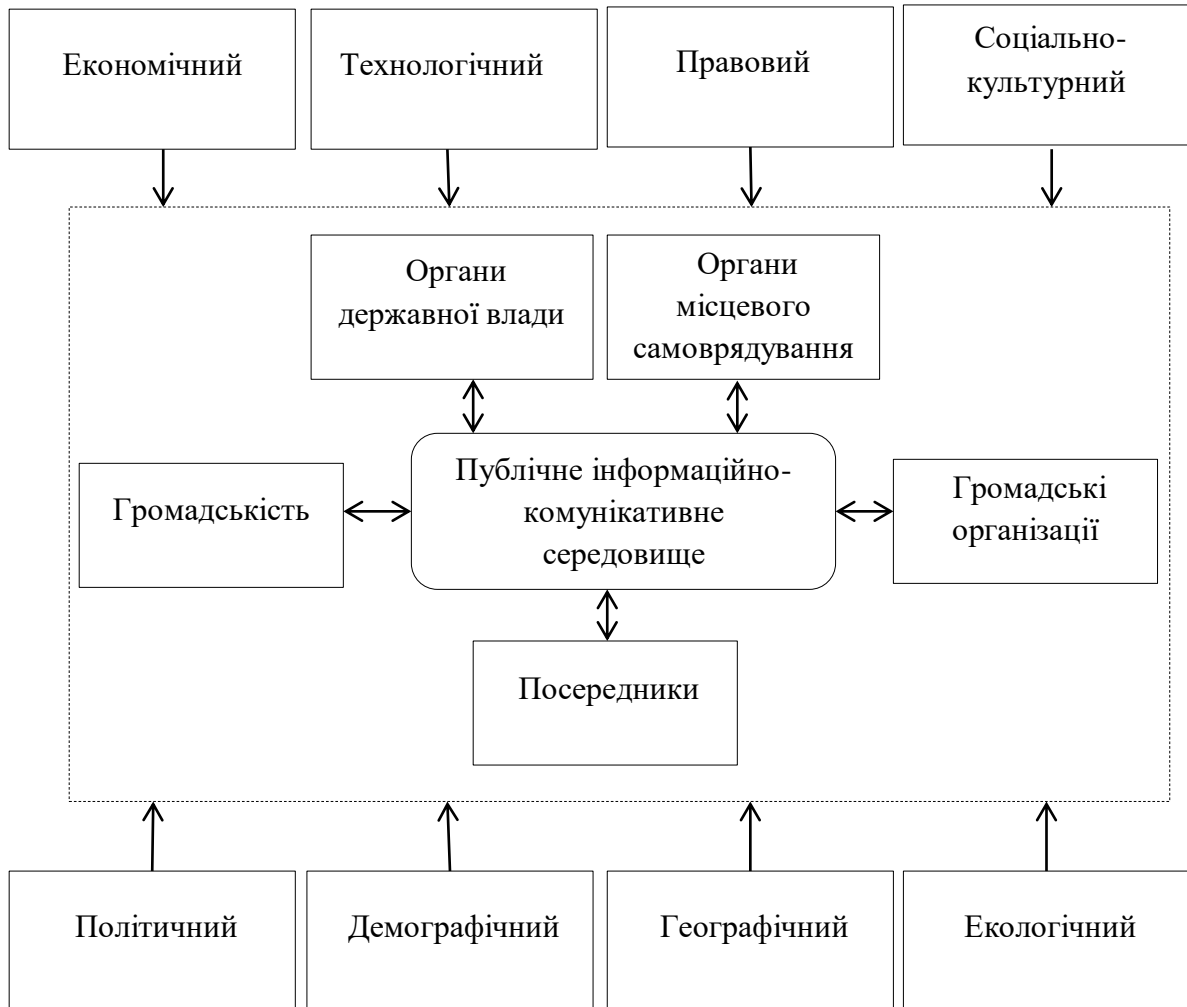 Економічний
Технологічний
Правовий
Соціально-
культурний
Органи
державної влади
Органи
місцевого
самоврядування
Громадськість
Публічне інформаційно-
комунікативне
середовище
Громадські
організації
Посередники
Політичний
Демографічний
Географічний
Екологічний